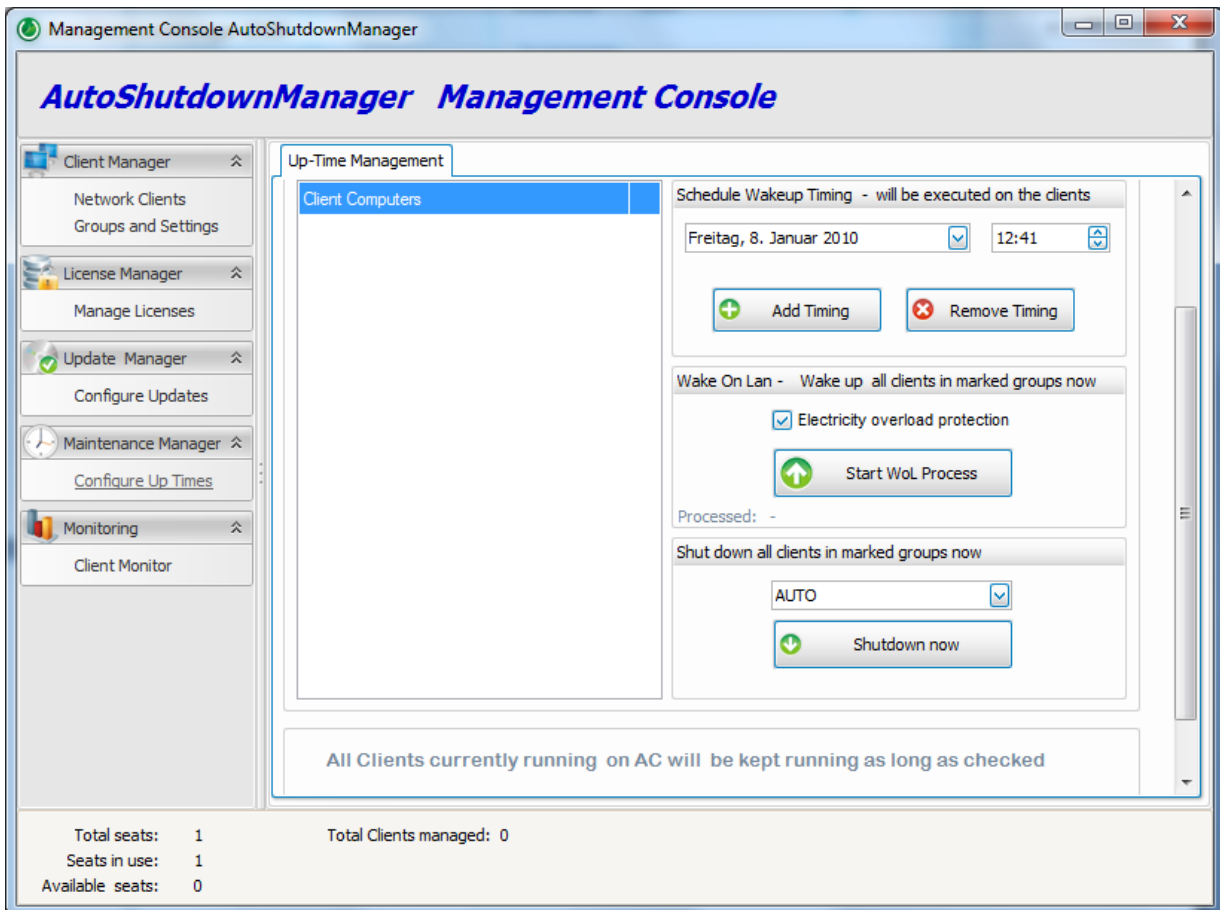 Management Console AutoShutdownManager
AutoShutdownManager Management Console
Client Manager
Network Clients
Groups and Settings
License Manager
Manage Licenses
Update Manager
Configure Updates
Maintenance Manager
Configure Up Times
Monitoring
Client Monitor
Up-Time Management
Client Computers
Schedule Wakeup Timing - will be executed on the clients
Freitag, 8. Januar 2010 12:41
Add Timing Remove Timing
Wake On Lan - Wake up all clients in marked groups now
Electricity overload protection
Start WoL Process
Processed: -
Shut down all clients in marked groups now
AUTO
Shutdown now
All Clients currently running on AC will be kept running as long as checked
Total seats: 1 Total Clients managed: 0
Seats in use: 1
Available seats: 0